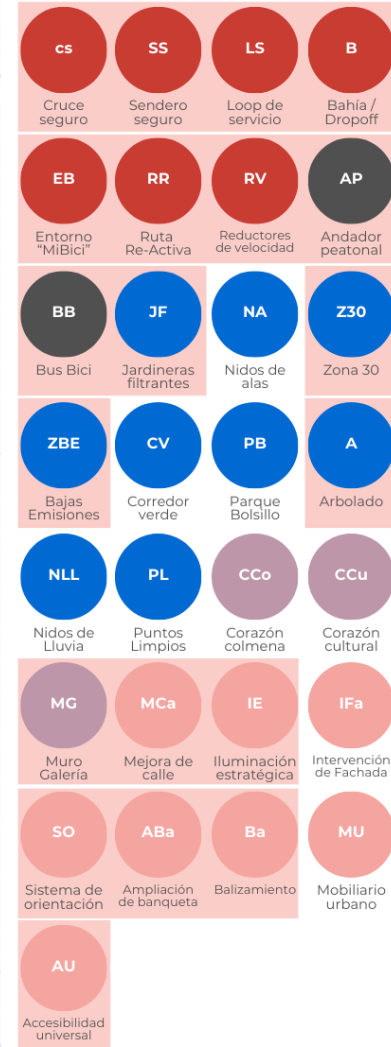 cs SS LS B
Cruce Sendero Loop de Bahía /
seguro seguro servicio Dropoff
EB RR RV AP
Entorno Ruta Reductores Andador
“MiBici” Re-Activa de velocidad peatonal
BB JF NA Z30
Bus Bici Jardineras Nidos de Zona 30
filtrantes alas
ZBE CV PB A
Bajas Corredor Parque Arbolado
Emisiones verde Bolsillo
NLL PL CCo CCu
Nidos de Puntos Corazón Corazón
Lluvia Limpios colmena cultural
MG MCa IE IFa
Muro Mejora de Iluminación Intervención
Galería calle estratégica de Fachada
SO ABa Ba MU
Sistema de Ampliación Balizamiento Mobiliario
orientación de banqueta urbano
AU
Accesibilidad
universal